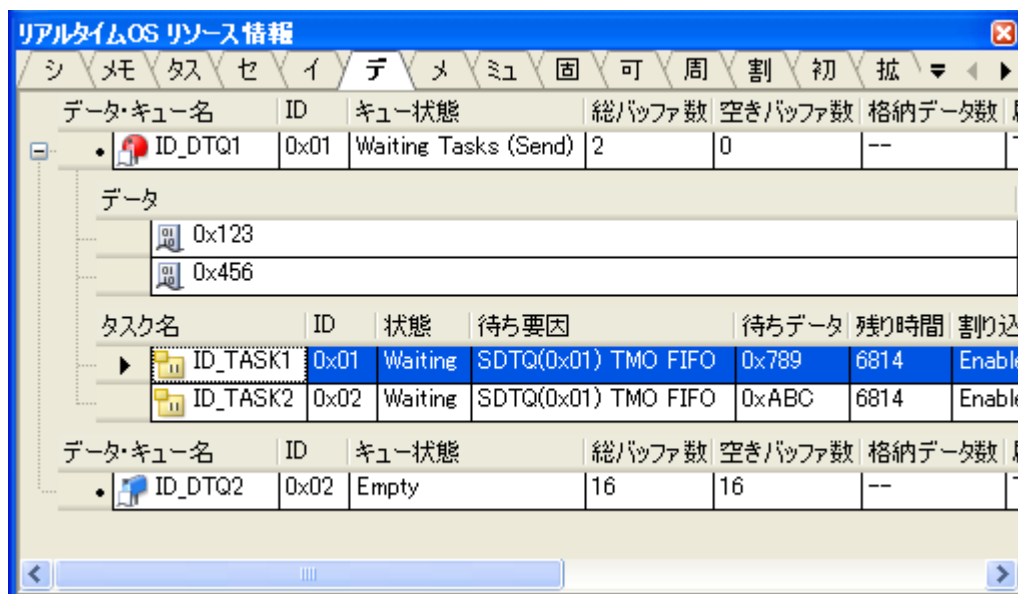 リアルタイムOS リソース情報
シ メモ タス セ イ デ メ ミュ 固 可 周 割 初 拡
データ・キュー名 ID キュー状態 総バッファ数 空きバッファ数 格納データ数
ID_DTQ1 0x01 Waiting Tasks (Send) 2 0 --
データ
0x123
0x456
タスク名 ID 状態 待ち要因 待ちデータ 残り時間 割り込
ID_TASK1 0x01 Waiting SDTQ(0x01) TMO FIFO 0x789 6814 Enable
ID_TASK2 0x02 Waiting SDTQ(0x01) TMO FIFO 0xABC 6814 Enable
データ・キュー名 ID キュー状態 総バッファ数 空きバッファ数 格納データ数
ID_DTQ2 0x02 Empty 16 16 --